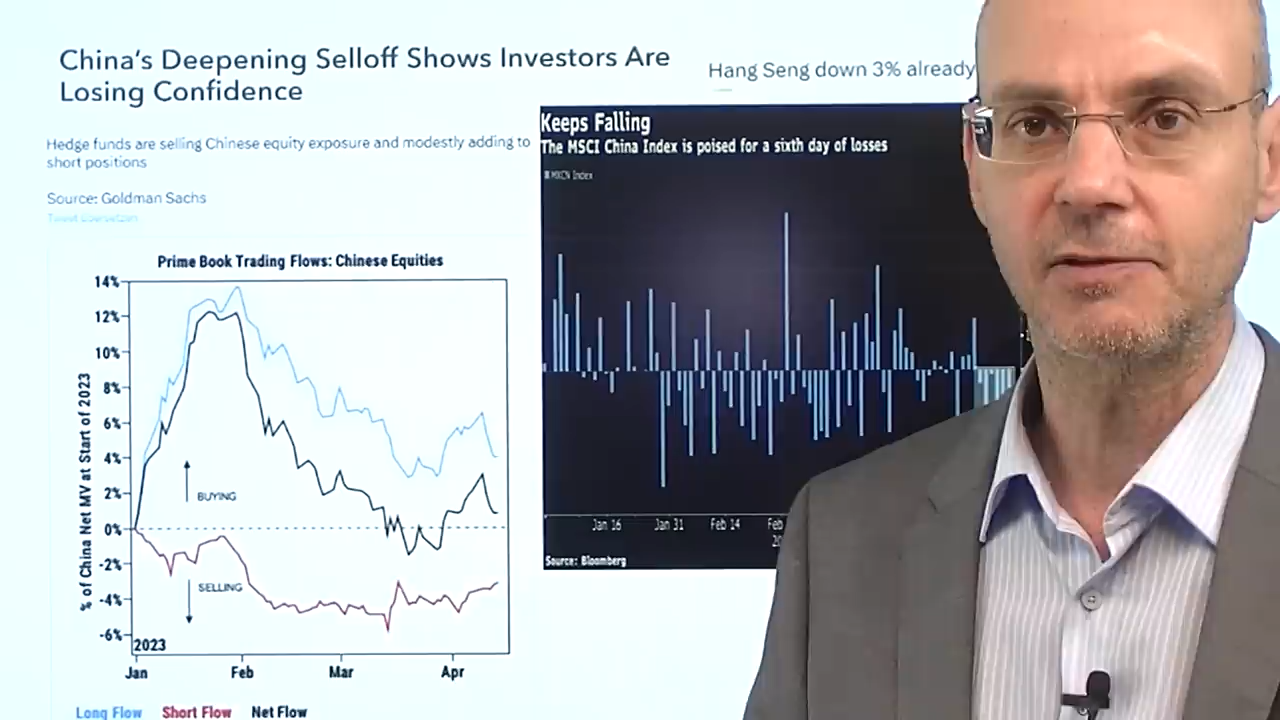 China's Deepening Selloff Shows Investors Are
Losing Confidence
Hang Seng down 3% already
Hedge funds are selling Chinese equity exposure and modestly adding to
short positions
Source: Goldman Sachs
Tweet übersetzen
Prime Book Trading Flows: Chinese Equities
% of China Net MV at Start of 2023
14%
12%
10%
8%
6%
4%
2%
0%
-2%
-4%
-6%
BUYING
SELLING
2023
Jan Feb Mar Apr
Long Flow Short Flow Net Flow
Keeps Falling
The MSCI China Index is poised for a sixth day of losses
MXCN Index
Jan 16 Jan 31 Feb 14 Feb
20
Source: Bloomberg